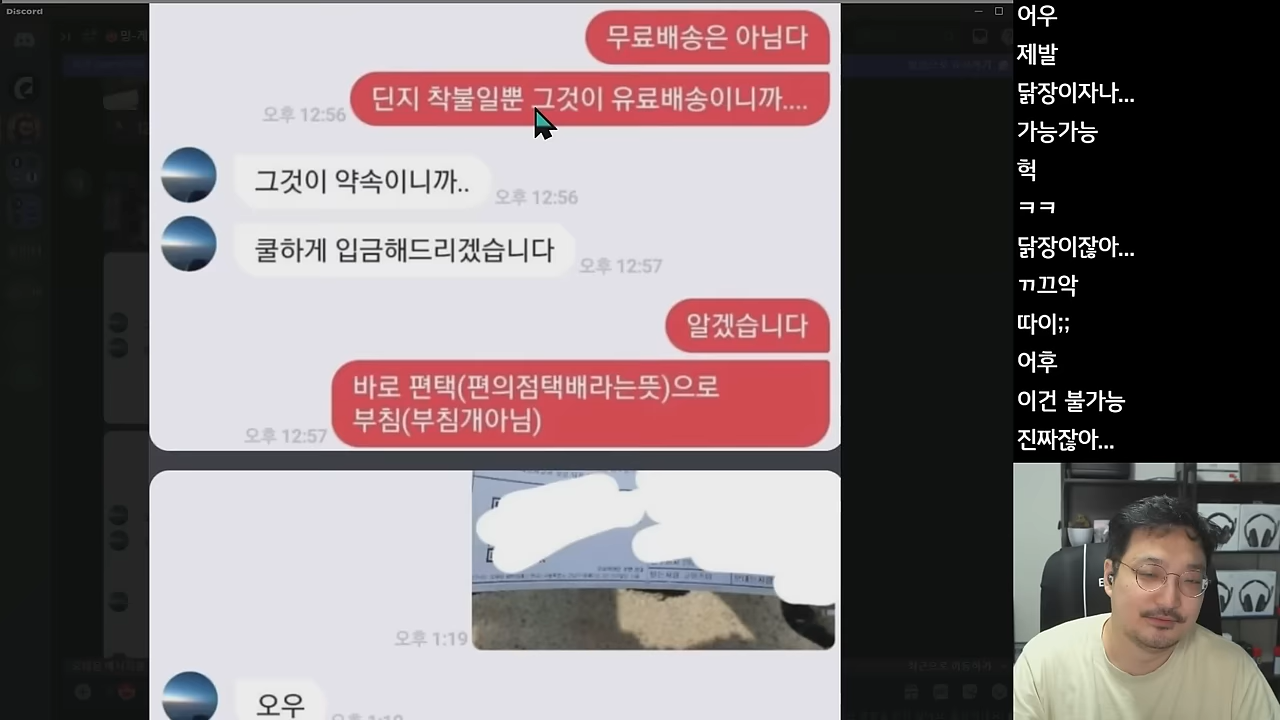 Discord
무료배송은 아님다
딘지 착불일뿐 그것이 유료배송이니까....
오후 12:56
그것이 약속이니까..
오후 12:56
쿨하게 입금해드리겠습니다
오후 12:57
알겠습니다
바로 편택(편의점택배라는뜻)으로
부침(부침개아님)
오후 12:57
오후 1:19
오우
어우
제발
닭장이자나...
가능가능
헉
ㅋㅋ
닭장이잖아...
ㄲ끄악
따이;;
어후
이건 불가능
진짜잖아...